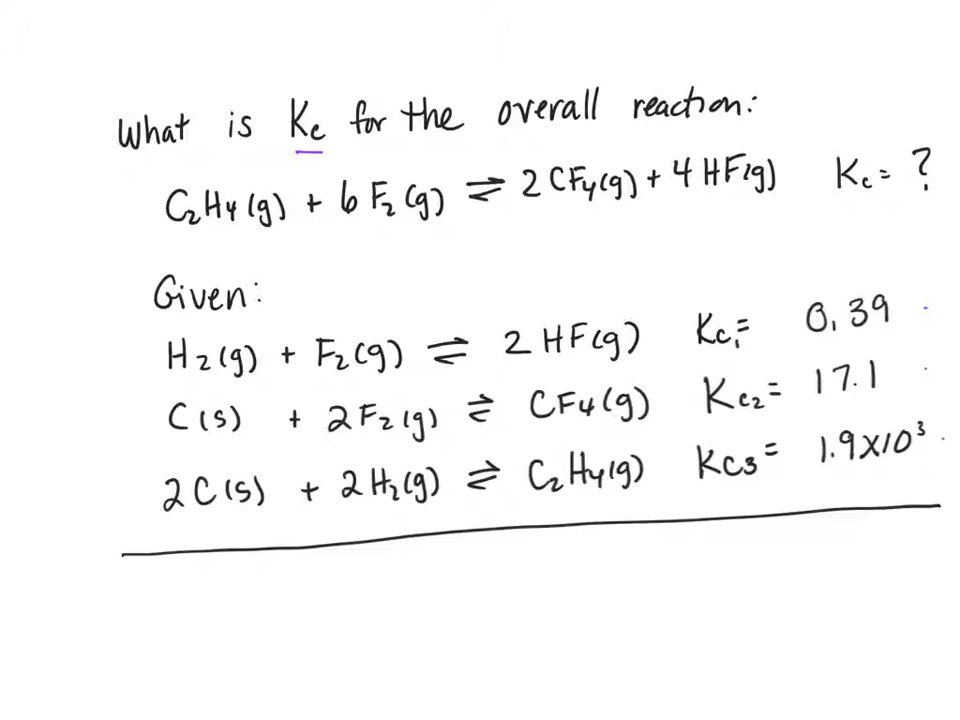 What is Kc for the overall reaction:
C₂H₄(g) + 6 F₂(g) ⇌ 2 CF₄(g) + 4 HF(g) Kc = ?
Given:
H₂(g) + F₂(g) ⇌ 2 HF(g) Kc₁ = 0.39
C(s) + 2F₂(g) ⇌ CF₄(g) Kc₂ = 17.1
2C(s) + 2H₂(g) ⇌ C₂H₄(g) Kc₃ = 1.9x10³